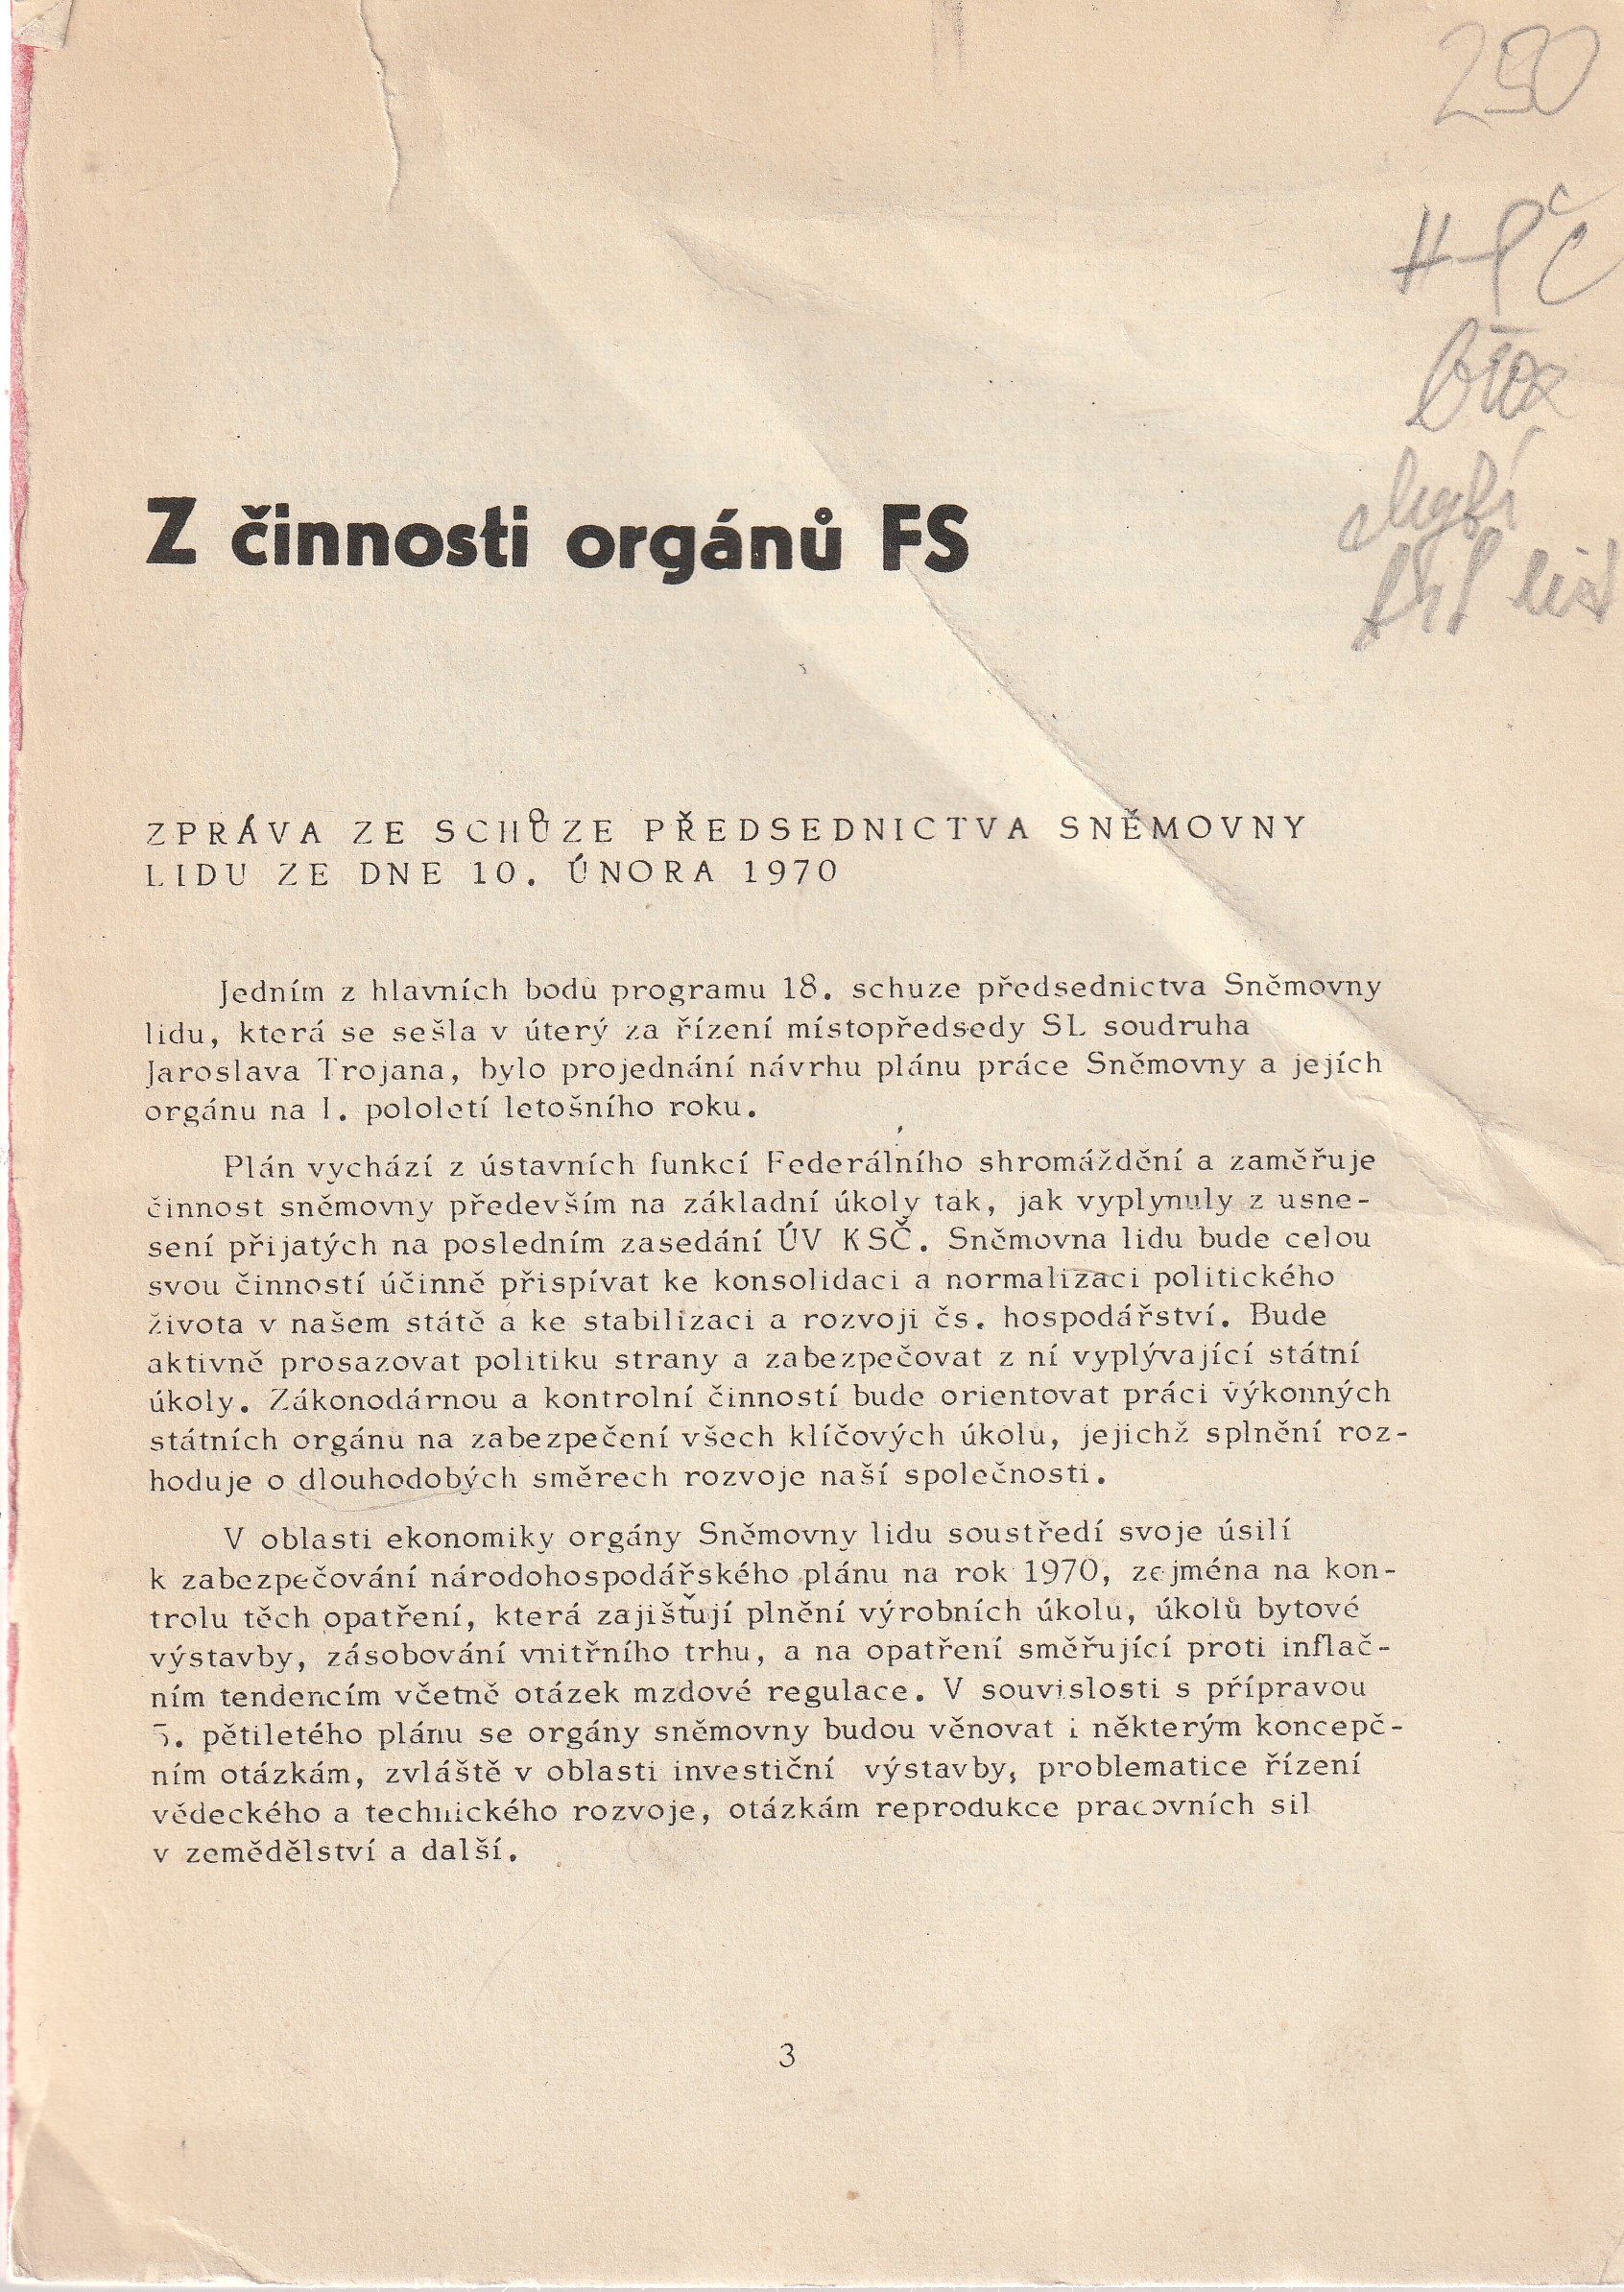 250
HPČ
chybí
tit list
Z činnosti orgánů FS
ZPRÁVA ZE SCHŮZE PŘEDSEDNICTVA SNĚMOVNY
LIDU ZE DNE 10. ÚNORA 1970
Jedním z hlavních bodu programu 18. schuze předsednictva Sněmovny
lidu, která se sešla v úterý za řízení místopředsedy SL soudruha
Jaroslava Trojana, bylo projednání návrhu plánu práce Sněmovny a jejích
orgánu na I. pololetí letošního roku.
Plán vychází z ústavních funkcí Federálního shromáždění a zaměřuje
činnost sněmovny především na základní úkoly tak, jak vyplynuly z usne-
sení přijatých na posledním zasedání ÚV KSČ. Sněmovna lidu bude celou
svou činností účinně přispívat ke konsolidaci a normalizaci politického
života v našem státě a ke stabilizaci a rozvoji čs. hospodářství. Bude
aktivně prosazovat politiku strany a zabezpečovat z ní vyplývající státní
úkoly. Zákonodárnou a kontrolní činností bude orientovat práci výkonných
státních orgánu na zabezpečení všech klíčových úkolu, jejichž splnění roz-
hoduje o dlouhodobých směrech rozvoje naší společnosti.
V oblasti ekonomiky orgány Sněmovny lidu soustředí svoje úsilí
k zabezpečování národohospodářského plánu na rok 1970, zejména na kon-
trolu těch opatření, která zajišťují plnění výrobních úkolu, úkolů bytové
výstavby, zásobování vnitřního trhu, a na opatření směřující proti inflač-
ním tendencím včetně otázek mzdové regulace. V souvislosti s přípravou
5. pětiletého plánu se orgány sněmovny budou věnovat i některým koncepč-
ním otázkám, zvláště v oblasti investiční výstavby, problematice řízení
vědeckého a technického rozvoje, otázkám reprodukce pracovních sil
v zemědělství a další.
3